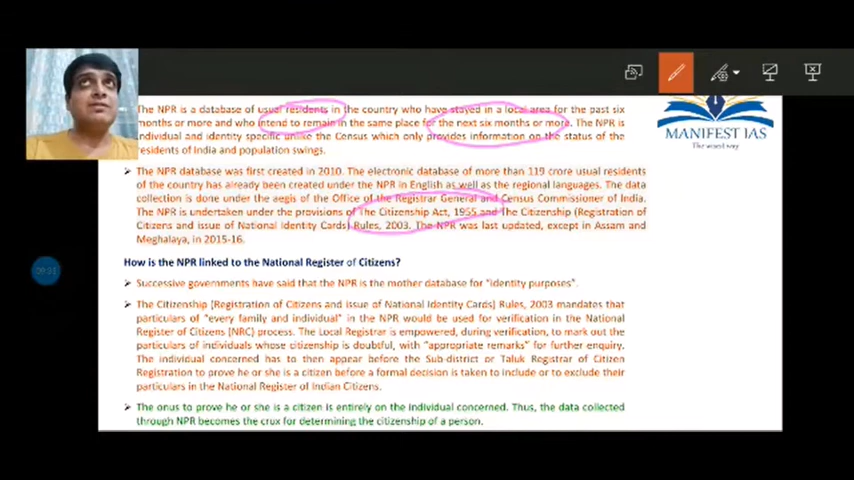 The NPR is a database of usual residents in the country who have stayed in a local area for the past six
months or more and who intend to remain in the same place for the next six months or more. The NPR is
individual and identity specific unlike the Census which only provides information on the status of the
residents of India and population swings.
MANIFEST IAS
The smart way
➤ The NPR database was first created in 2010. The electronic database of more than 119 crore usual residents
of the country has already been created under the NPR in English as well as the regional languages. The data
collection is done under the aegis of the Office of the Registrar General and Census Commissioner of India.
The NPR is undertaken under the provisions of The Citizenship Act, 1955 and The Citizenship (Registration of
Citizens and issue of National Identity Cards) Rules, 2003. The NPR was last updated, except in Assam and
Meghalaya, in 2015-16.
09:31
How is the NPR linked to the National Register of Citizens?
➤ Successive governments have said that the NPR is the mother database for "identity purposes".
➤ The Citizenship (Registration of Citizens and issue of National Identity Cards) Rules, 2003 mandates that
particulars of "every family and individual" in the NPR would be used for verification in the National
Register of Citizens (NRC) process. The Local Registrar is empowered, during verification, to mark out the
particulars of individuals whose citizenship is doubtful, with "appropriate remarks" for further enquiry.
The individual concerned has to then appear before the Sub-district or Taluk Registrar of Citizen
Registration to prove he or she is a citizen before a formal decision is taken to include or to exclude their
particulars in the National Register of Indian Citizens.
➤ The onus to prove he or she is a citizen is entirely on the individual concerned. Thus, the data collected
through NPR becomes the crux for determining the citizenship of a person.